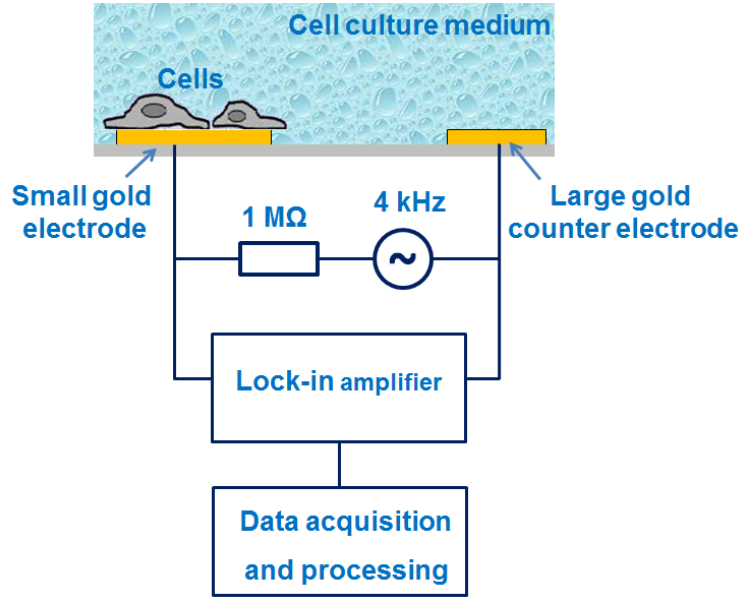 Cell culture medium
Cells
Small gold
electrode
1 MΩ
4 kHz
Large gold
counter electrode
~
Lock-in amplifier
Data acquisition
and processing